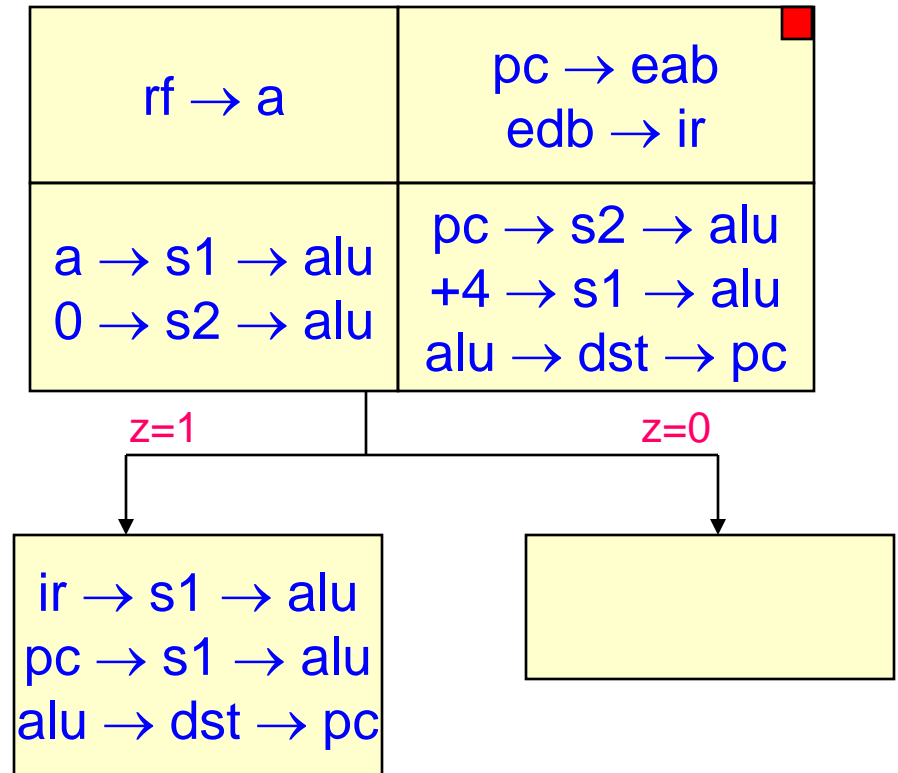 rf → a
pc → eab
edb → ir
a → s1 → alu
0 → s2 → alu
pc → s2 → alu
+4 → s1 → alu
alu → dst → pc
z=1
z=0
ir → s1 → alu
pc → s1 → alu
alu → dst → pc